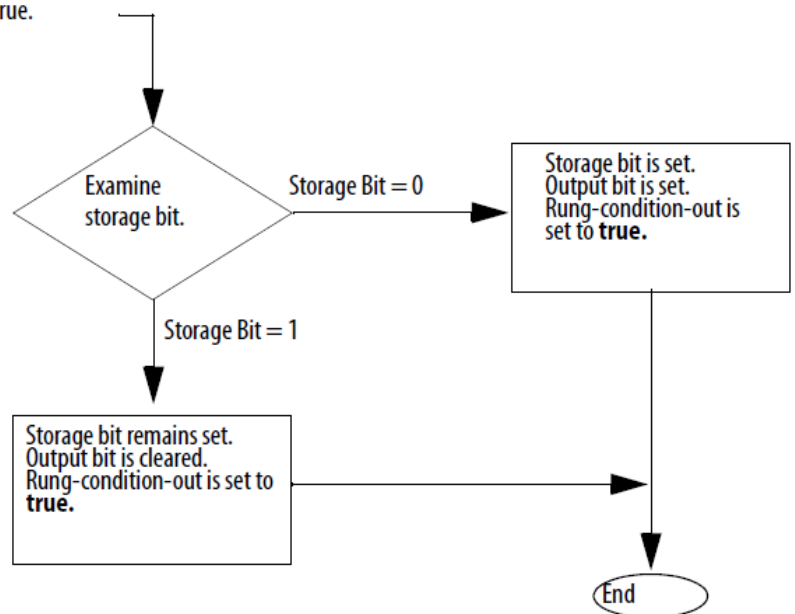 Examine
storage bit.
Storage Bit = 0
Storage bit is set.
Output bit is set.
Rung-condition-out is
set to true.
Storage Bit = 1
Storage bit remains set.
Output bit is cleared.
Rung-condition-out is set to
true.
End